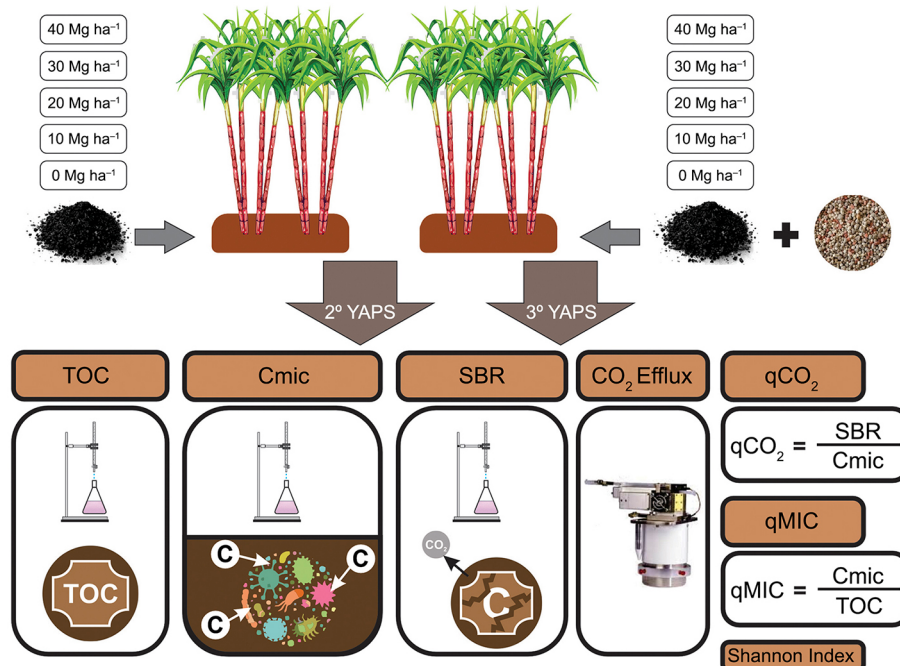 40 Mg ha⁻¹
30 Mg ha⁻¹
20 Mg ha⁻¹
10 Mg ha⁻¹
0 Mg ha⁻¹
40 Mg ha⁻¹
30 Mg ha⁻¹
20 Mg ha⁻¹
10 Mg ha⁻¹
0 Mg ha⁻¹
+
2º YAPS
3º YAPS
TOC
TOC
Cmic
C
C
C
SBR
CO₂
C
CO₂ Efflux
qCO₂
qCO₂ = SBR
Cmic
qMIC
qMIC = Cmic
TOC
Shannon Index